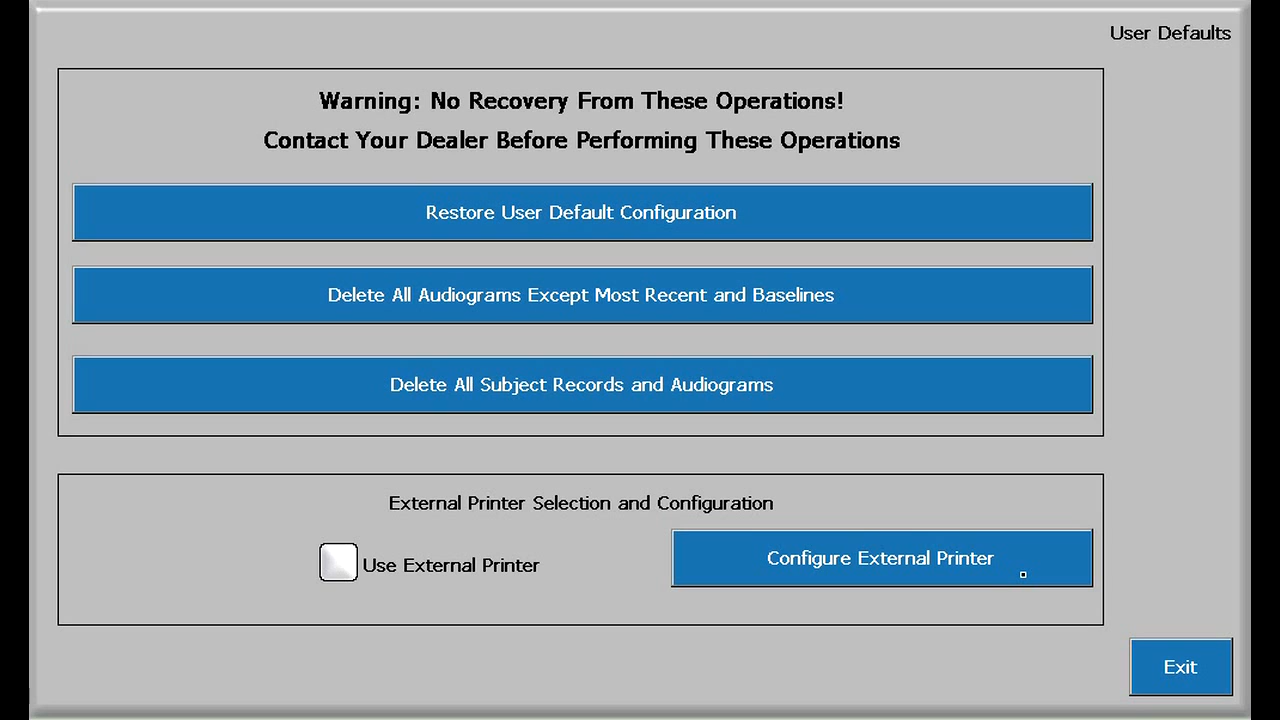 User Defaults
Warning: No Recovery From These Operations!
Contact Your Dealer Before Performing These Operations
Restore User Default Configuration
Delete All Audiograms Except Most Recent and Baselines
Delete All Subject Records and Audiograms
External Printer Selection and Configuration
Use External Printer
Configure External Printer
Exit